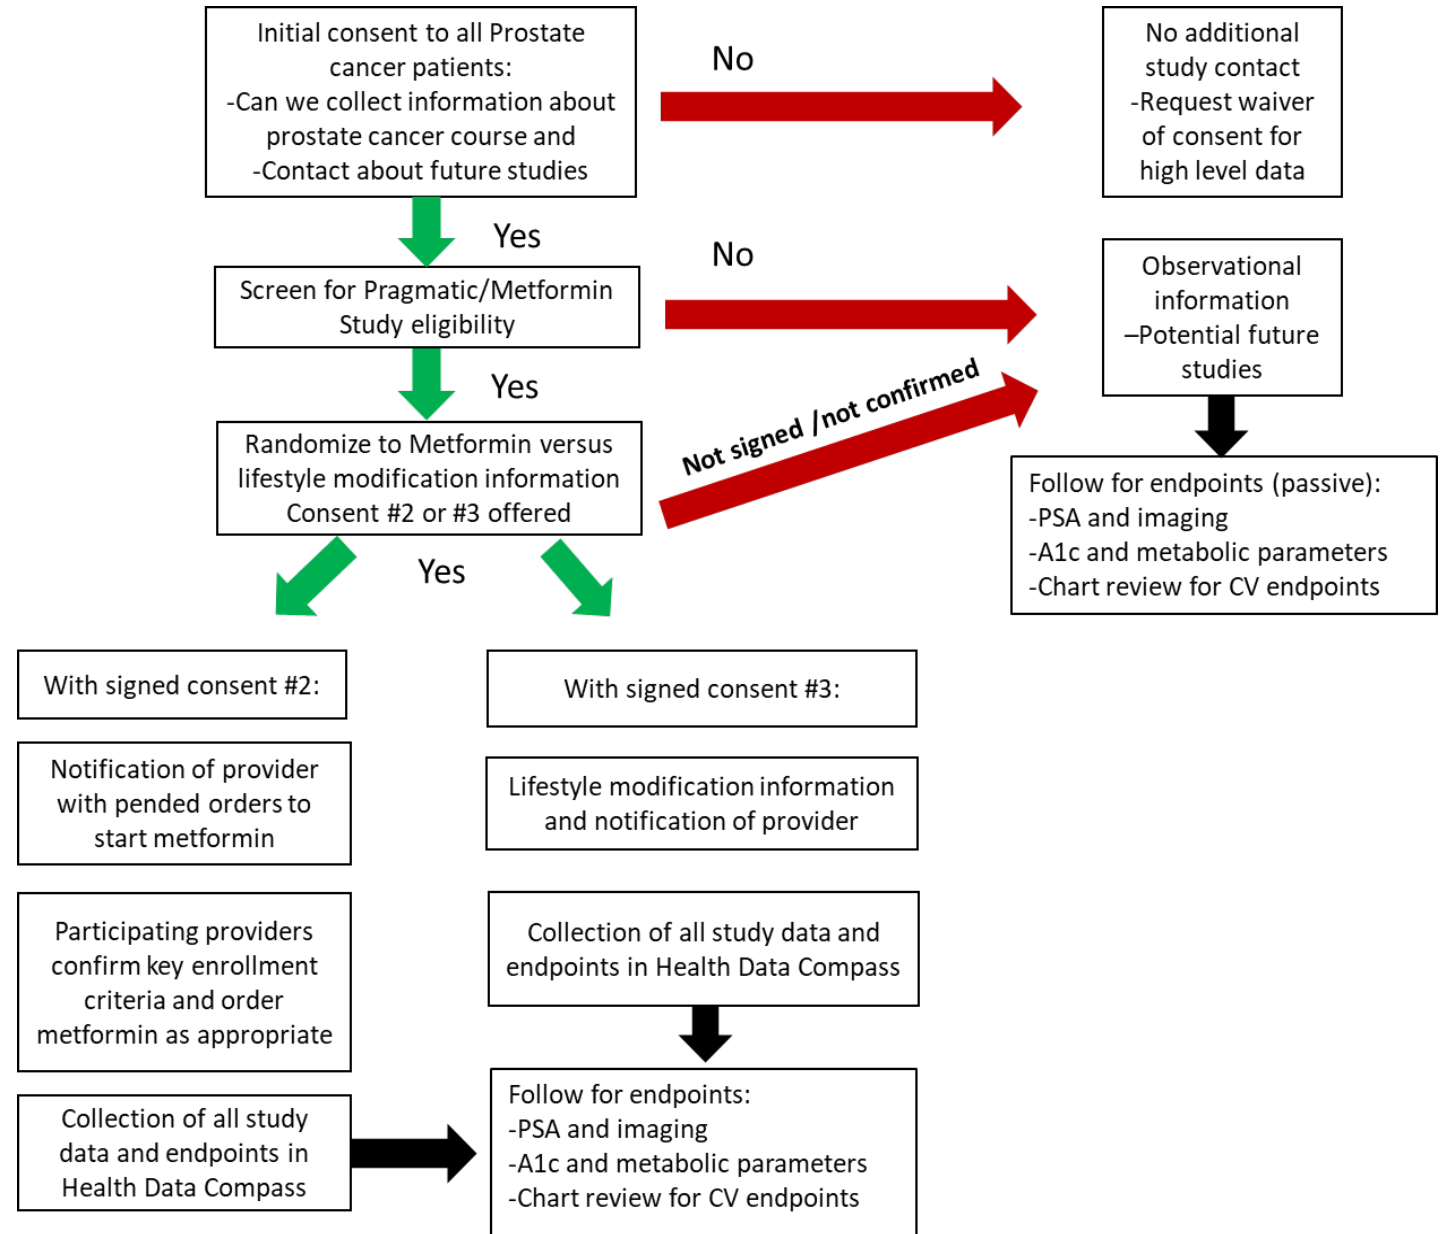 Initial consent to all Prostate
cancer patients:
-Can we collect information about
prostate cancer course and
-Contact about future studies
No
No additional
study contact
-Request waiver
of consent for
high level data
Yes
Screen for Pragmatic/Metformin
Study eligibility
No
Observational
information
–Potential future
studies
Yes
Randomize to Metformin versus
lifestyle modification information
Consent #2 or #3 offered
Not signed /not confirmed
Follow for endpoints (passive):
-PSA and imaging
-A1c and metabolic parameters
-Chart review for CV endpoints
Yes
With signed consent #2:
Notification of provider
with pended orders to
start metformin
Participating providers
confirm key enrollment
criteria and order
metformin as appropriate
Collection of all study
data and endpoints in
Health Data Compass
With signed consent #3:
Lifestyle modification information
and notification of provider
Collection of all study data and
endpoints in Health Data Compass
Follow for endpoints:
-PSA and imaging
-A1c and metabolic parameters
-Chart review for CV endpoints